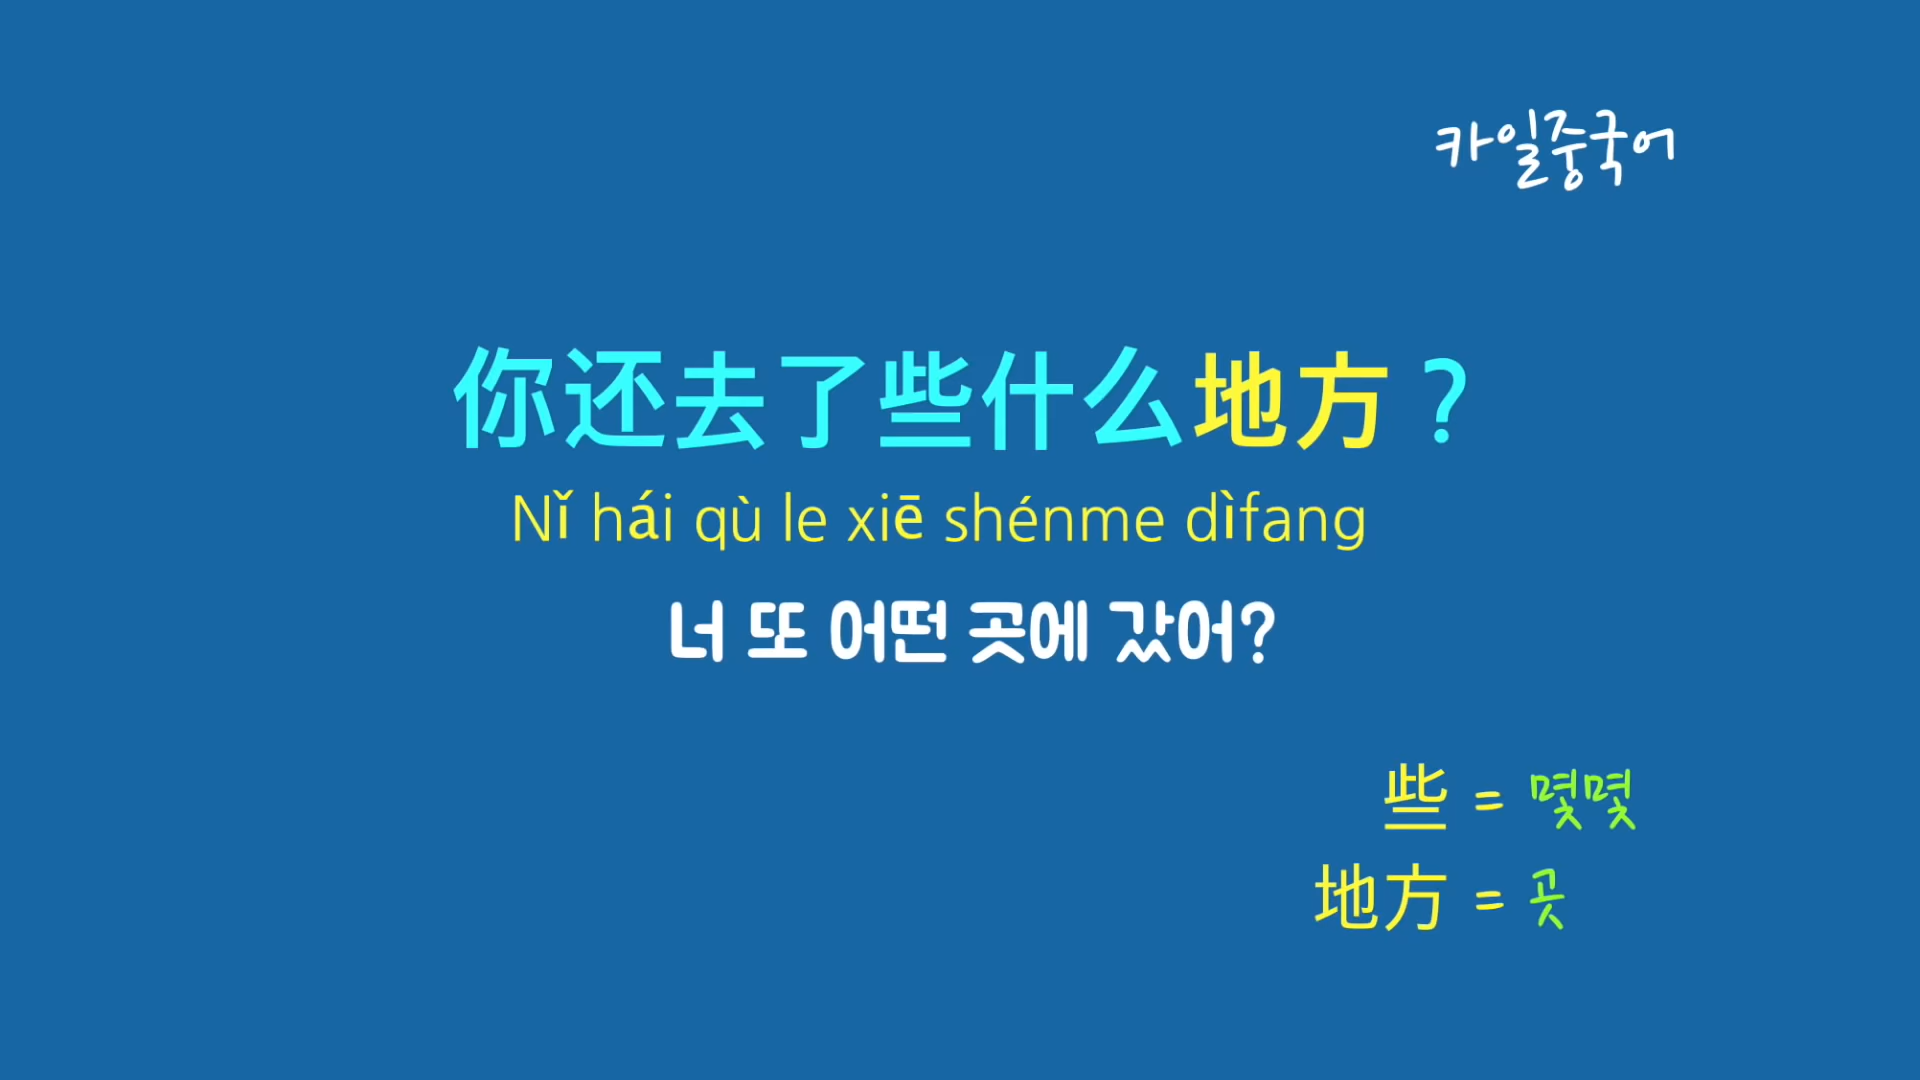 카일중국어
你还去了些什么地方？
Nǐ hái qù le xiē shénme dìfang
너 또 어떤 곳에 갔어?
些 = 몇몇
地方 = 곳